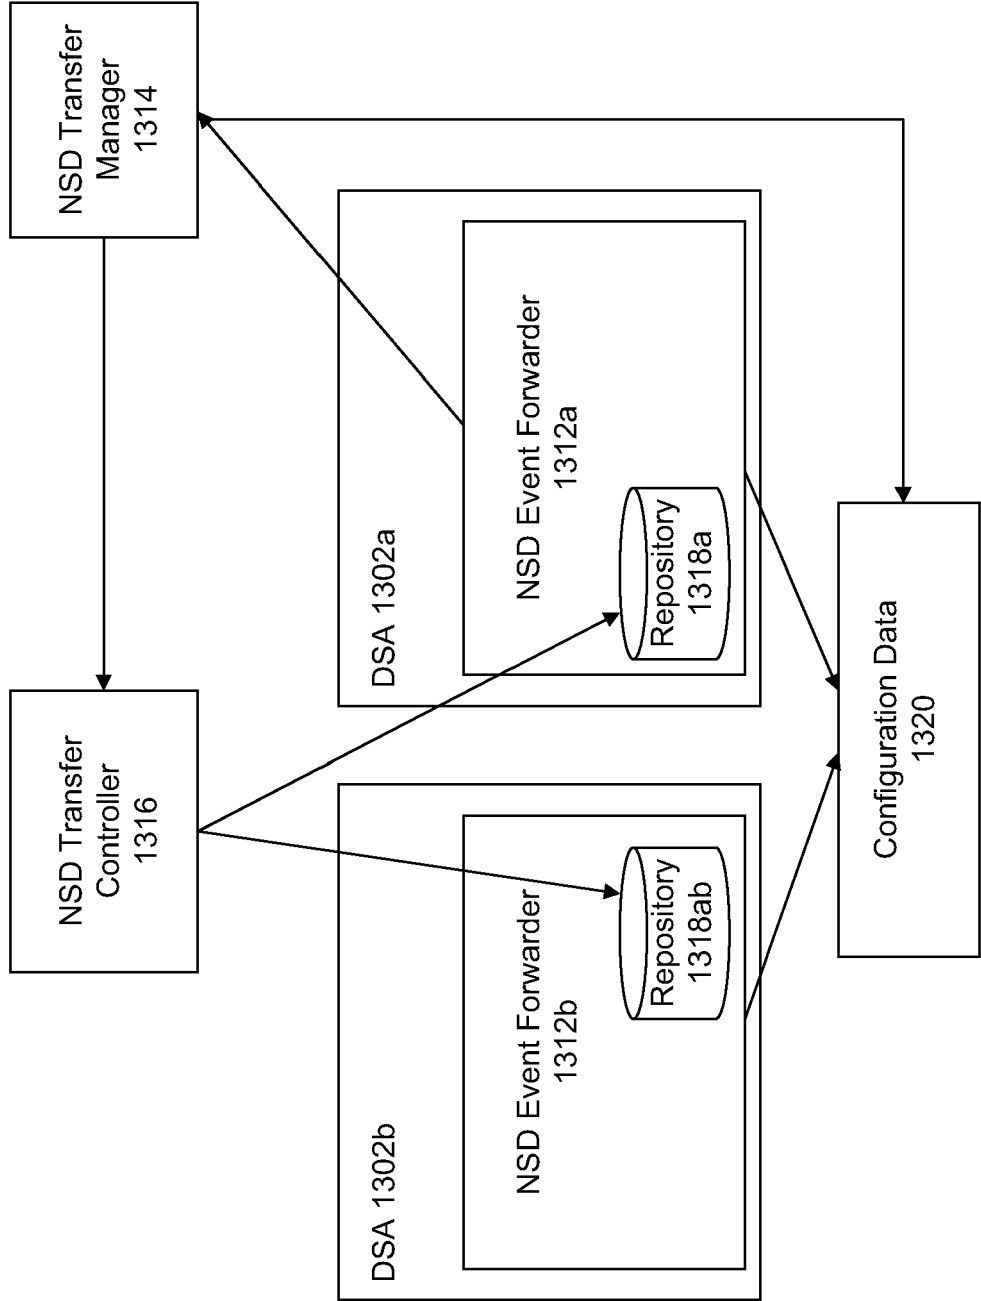 NSD Transfer
Controller
1316
NSD Transfer
Manager
1314
DSA 1302b
NSD Event Forwarder
1312b
Repository
1318ab
DSA 1302a
NSD Event Forwarder
1312a
Repository
1318a
Configuration Data
1320